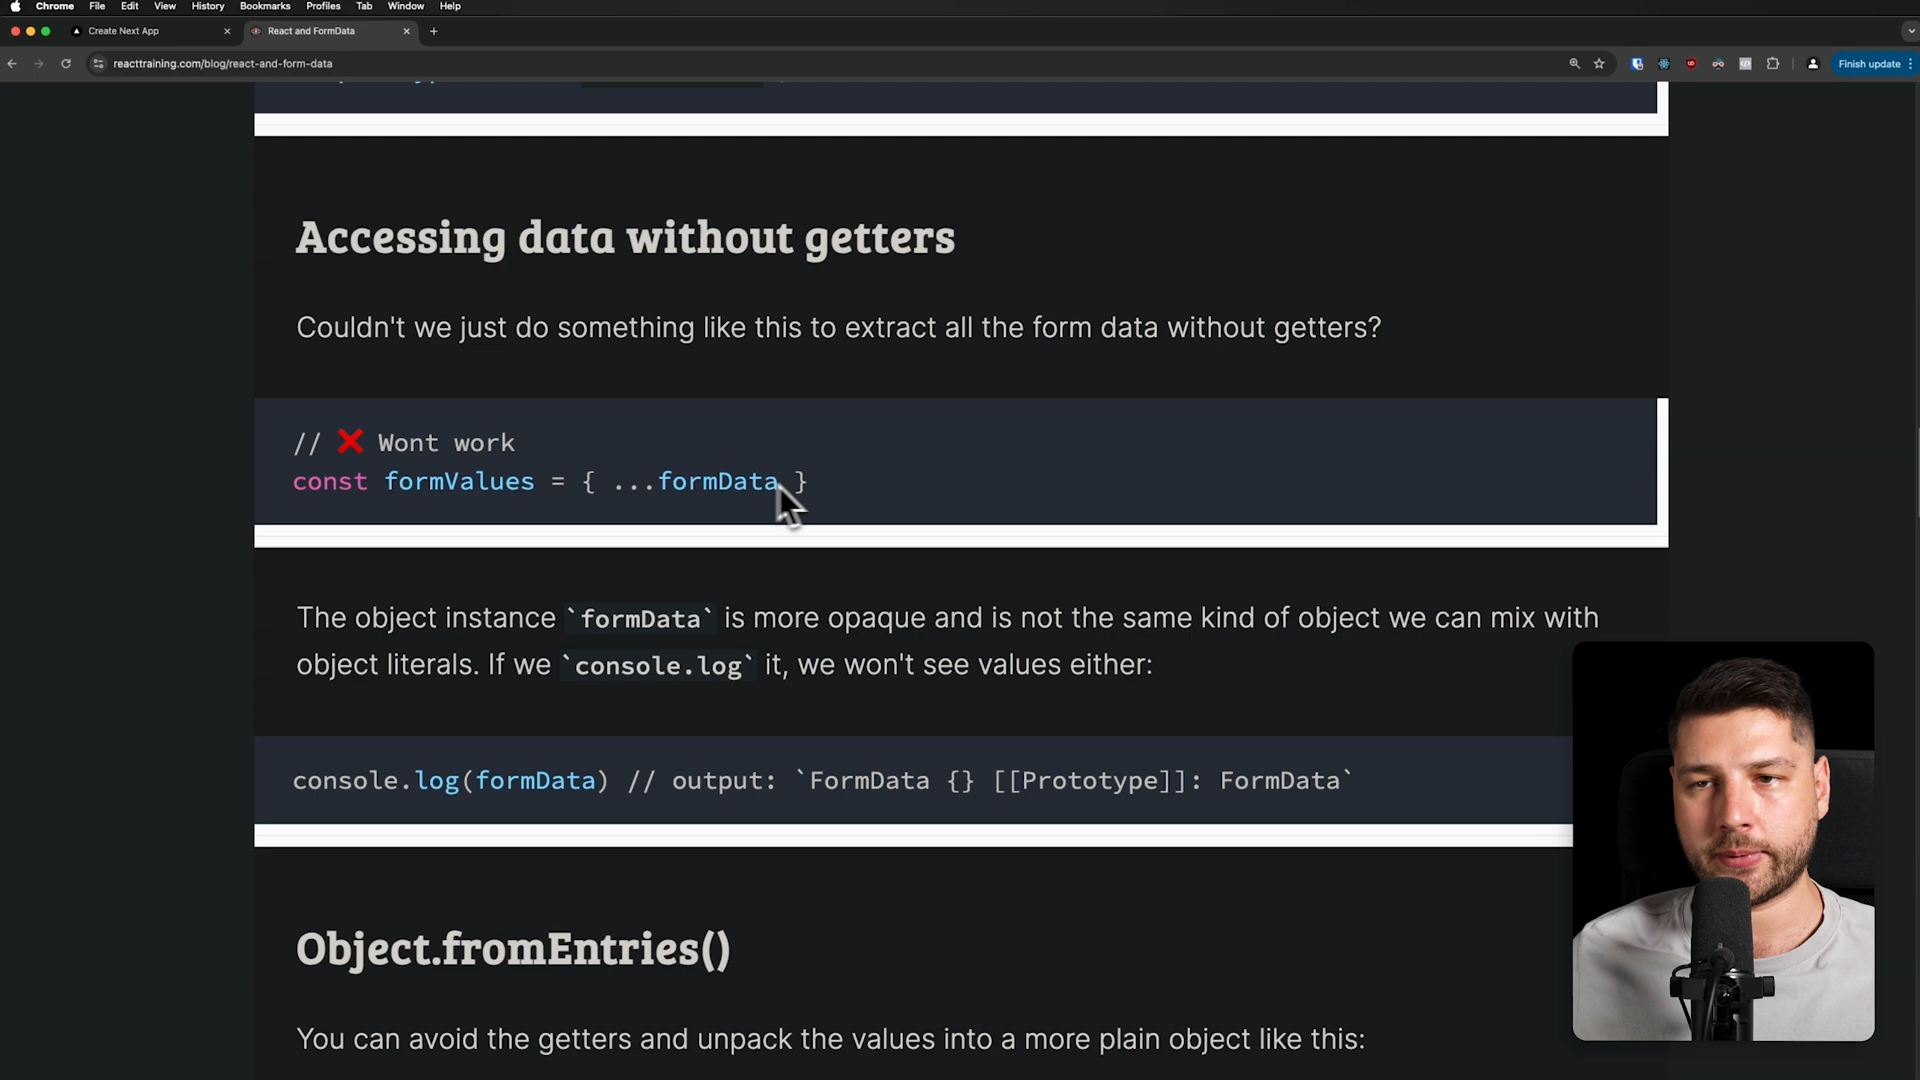 Chrome File Edit View History Bookmarks Profiles Tab Window Help
Create Next App
React and FormData
reacttraining.com/blog/react-and-form-data
Finish update
Accessing data without getters
Couldn't we just do something like this to extract all the form data without getters?
// ❌ Wont work
const formValues = { ...formData }
The object instance `formData` is more opaque and is not the same kind of object we can mix with
object literals. If we `console.log` it, we won't see values either:
console.log(formData) // output: `FormData {} [[Prototype]]: FormData`
Object.fromEntries()
You can avoid the getters and unpack the values into a more plain object like this: